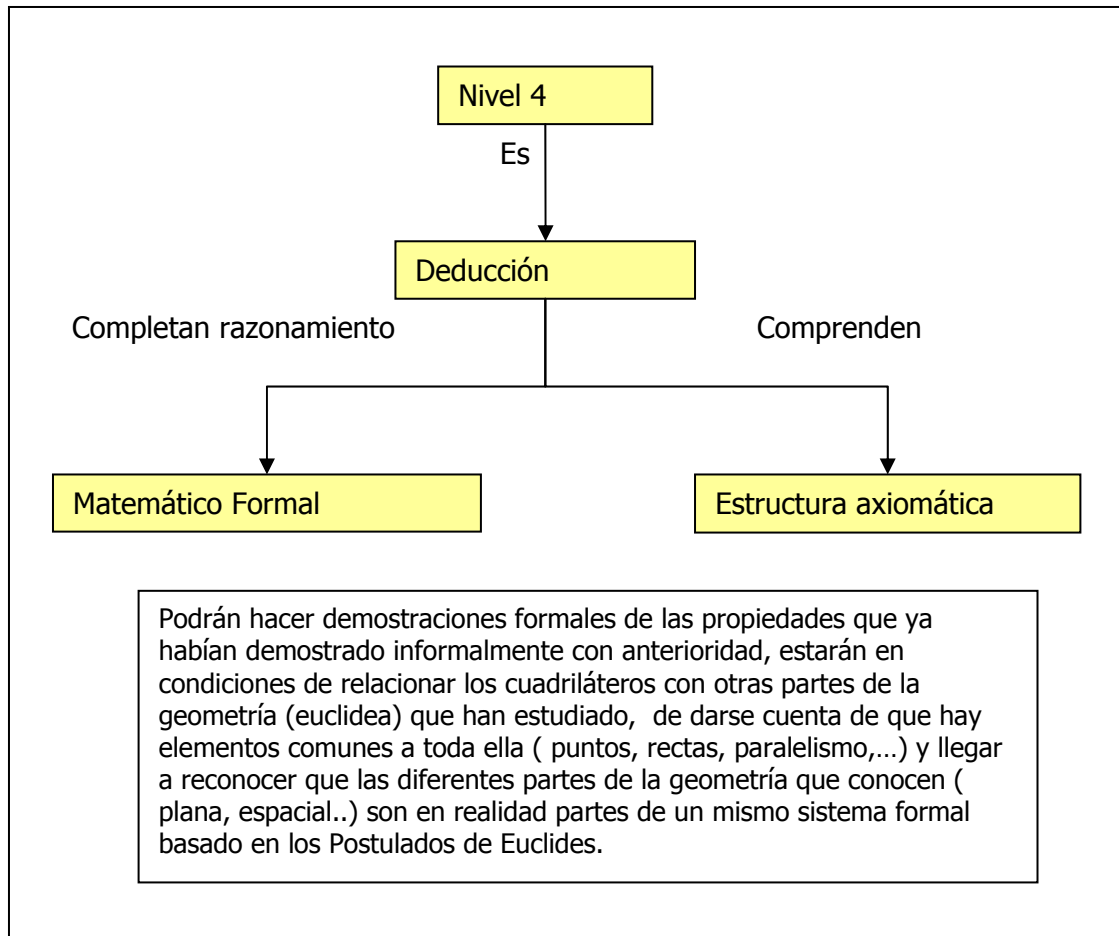 Nivel 4
Es
Deducción
Completan razonamiento
Comprenden
Matemático Formal
Estructura axiomática
Podrán hacer demostraciones formales de las propiedades que ya
habían demostrado informalmente con anterioridad, estarán en
condiciones de relacionar los cuadriláteros con otras partes de la
geometría (euclidea) que han estudiado, de darse cuenta de que hay
elementos comunes a toda ella ( puntos, rectas, paralelismo,...) y llegar
a reconocer que las diferentes partes de la geometría que conocen (
plana, espacial..) son en realidad partes de un mismo sistema formal
basado en los Postulados de Euclides.